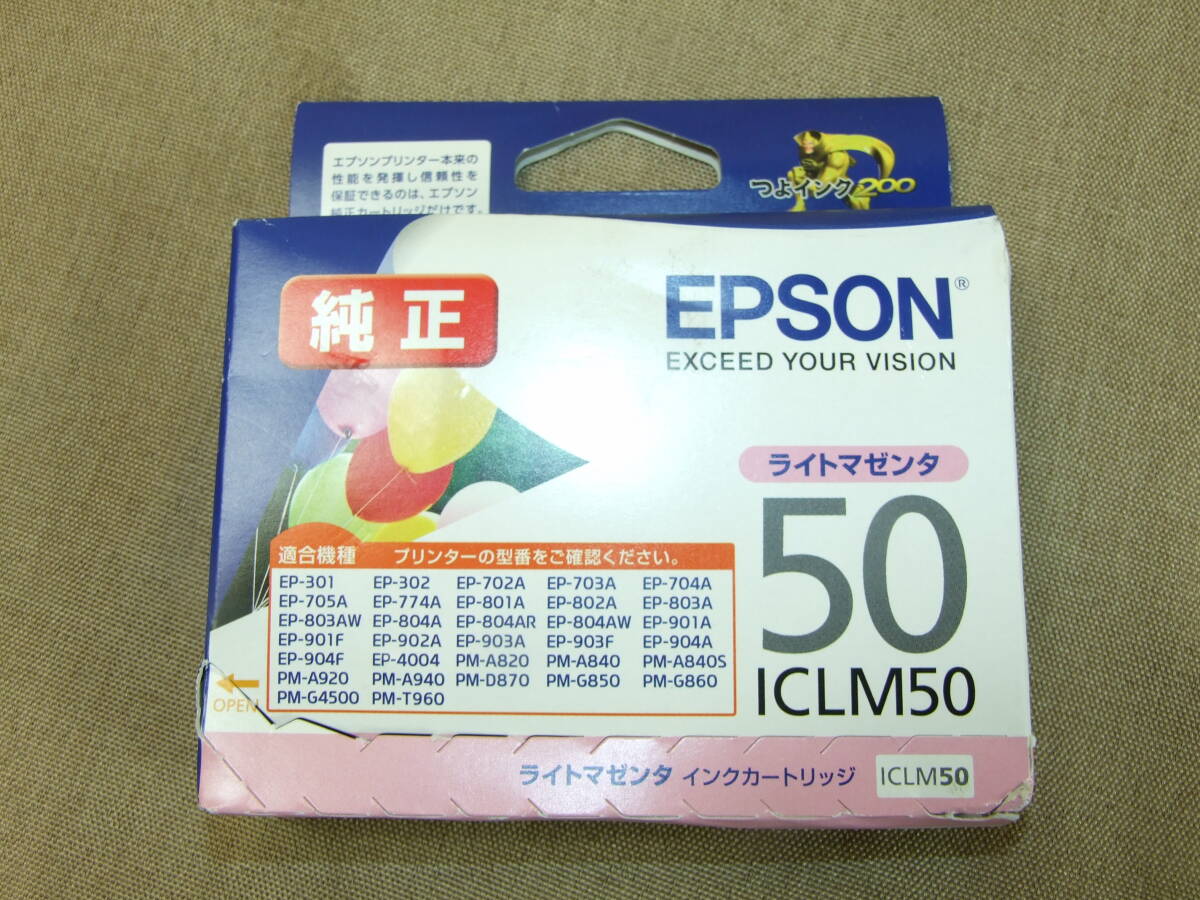 エプソンプリンター本来の
性能を発揮し信頼性を
保証できるのは、エプソン
純正カートリッジだけです。
つよインク200
純正
EPSON®
EXCEED YOUR VISION
ライトマゼンタ
50
ICLM50
適合機種 プリンターの型番をご確認ください。
EP-301 EP-302 EP-702A EP-703A EP-704A
EP-705A EP-774A EP-801A EP-802A EP-803A
EP-803AW EP-804A EP-804AR EP-804AW EP-901A
EP-901F EP-902A EP-903A EP-903F EP-904A
EP-904F EP-4004 PM-A820 PM-A840 PM-A840S
PM-A920 PM-A940 PM-D870 PM-G850 PM-G860
PM-G4500 PM-T960
OPEN
ライトマゼンタ インクカートリッジ ICLM50